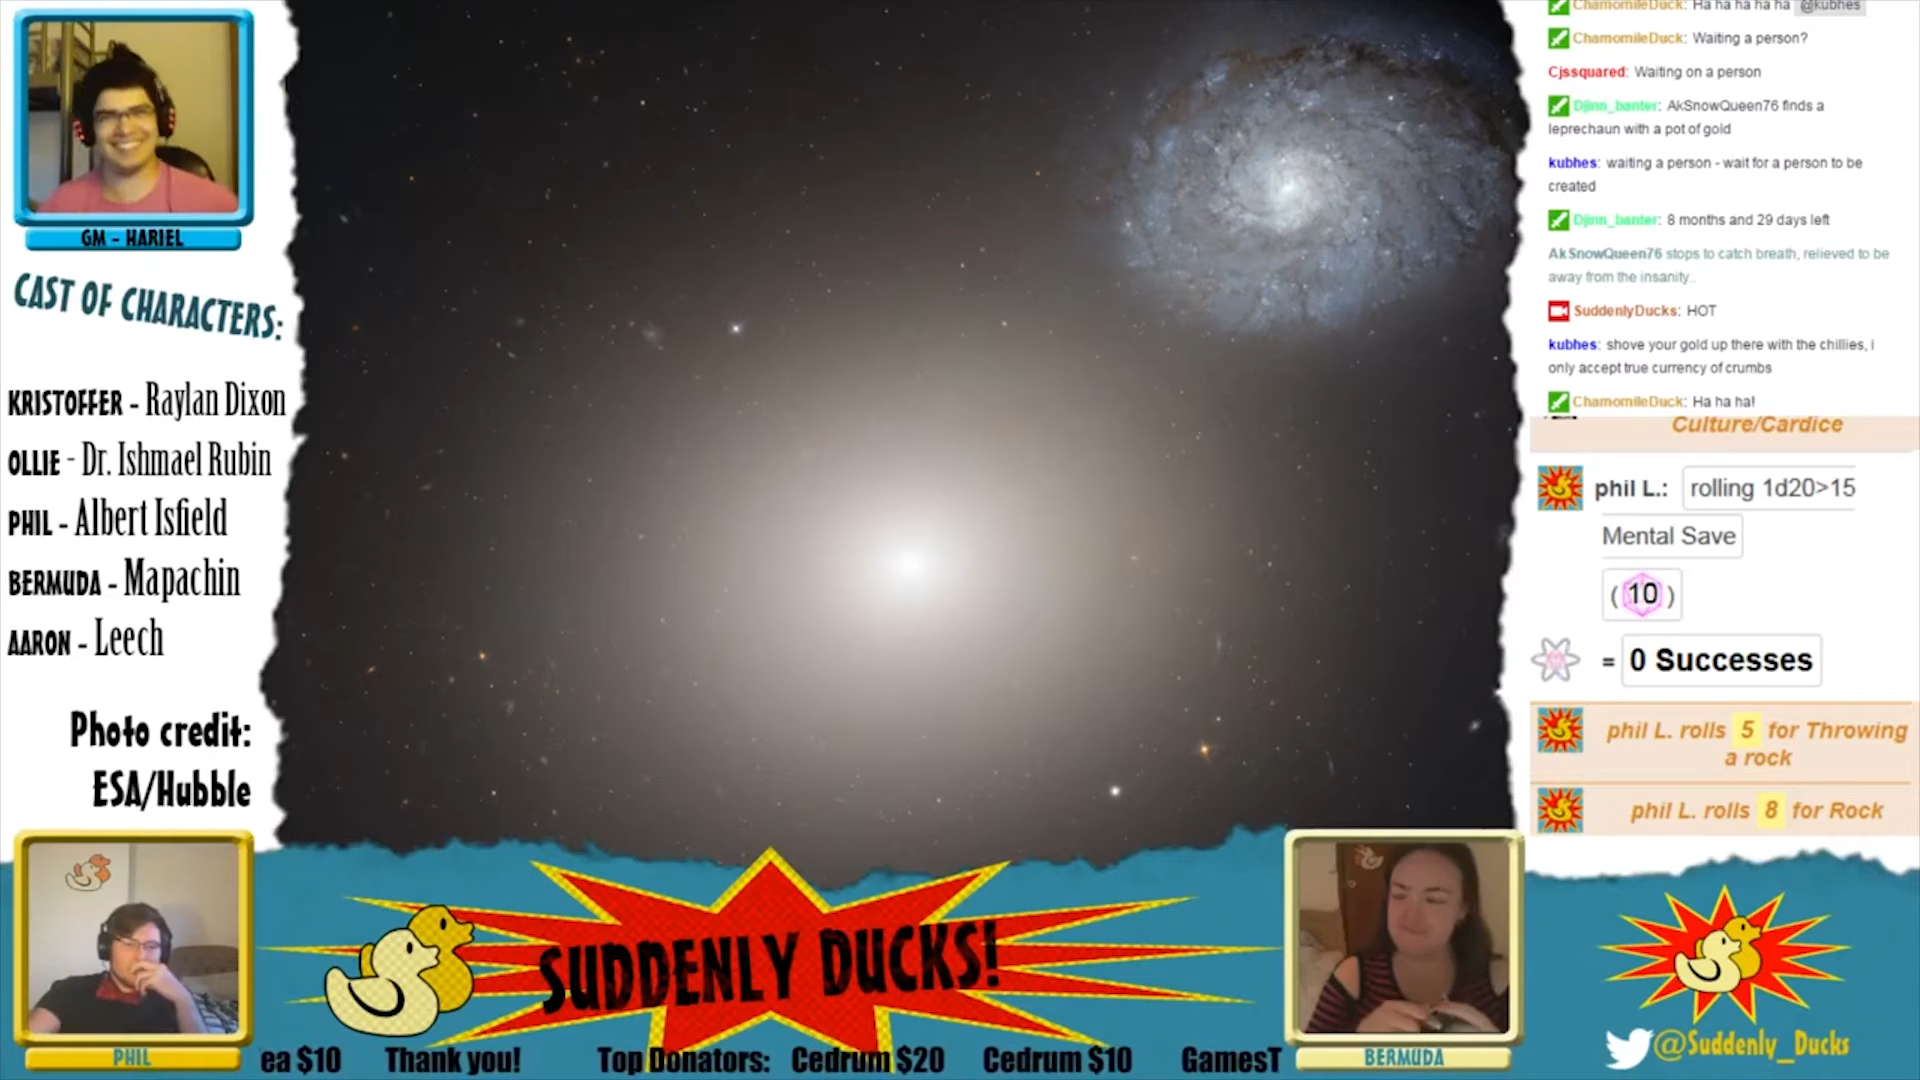 GM - HARIEL
CAST OF CHARACTERS:
KRISTOFFER - Raylan Dixon
OLLIE - Dr. Ishmael Rubin
PHIL - Albert Isfield
BERMUDA - Mapachin
AARON - Leech
Photo credit:
ESA/Hubble
PHIL
SUDDENLY DUCKS!
ea $10 Thank you! Top Donators: Cedrum $20 Cedrum $10 GamesT
BERMUDA
ChamomileDuck: Ha ha ha ha ha @kubhes
ChamomileDuck: Waiting a person?
Cjssquared: Waiting on a person
Djinn_banter: AkSnowQueen76 finds a
leprechaun with a pot of gold
kubhes: waiting a person - wait for a person to be
created
Djinn_banter: 8 months and 29 days left
AkSnowQueen76 stops to catch breath, relieved to be
away from the insanity..
SuddenlyDucks: HOT
kubhes: shove your gold up there with the chillies, i
only accept true currency of crumbs
ChamomileDuck: Ha ha ha!
Culture/Cardice
phil L.: rolling 1d20>15
Mental Save
(10)
= 0 Successes
phil L. rolls 5 for Throwing
a rock
phil L. rolls 8 for Rock
@Suddenly_Ducks